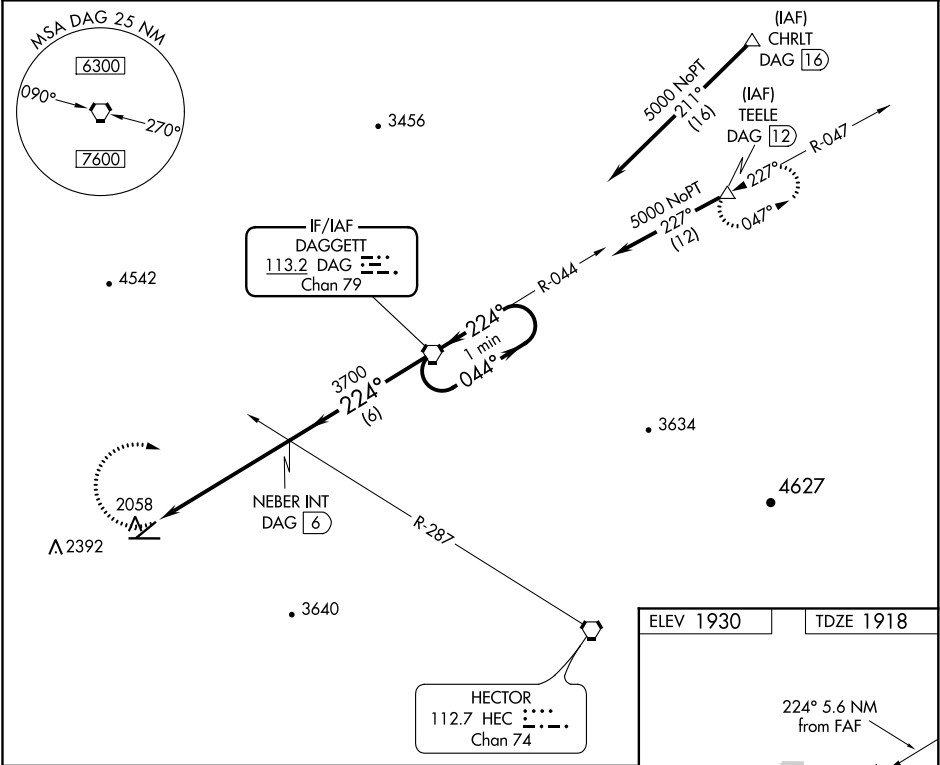 MSA DAG 25 NM
6300
090°
270°
7600
3456
(IAF)
CHRLT
DAG 16
5000 NoPT
211°
(16)
(IAF)
TEELE
DAG 12
R-047
227°
047°
5000 NoPT
227°
(12)
IF/IAF
DAGGETT
113.2 DAG
Chan 79
4542
R-044
224°
1 min
044°
3700
224°
(6)
3634
4627
NEBER INT
DAG 6
2058
2392
R-287
3640
HECTOR
112.7 HEC
Chan 74
ELEV 1930
TDZE 1918
224° 5.6 NM
from FAF